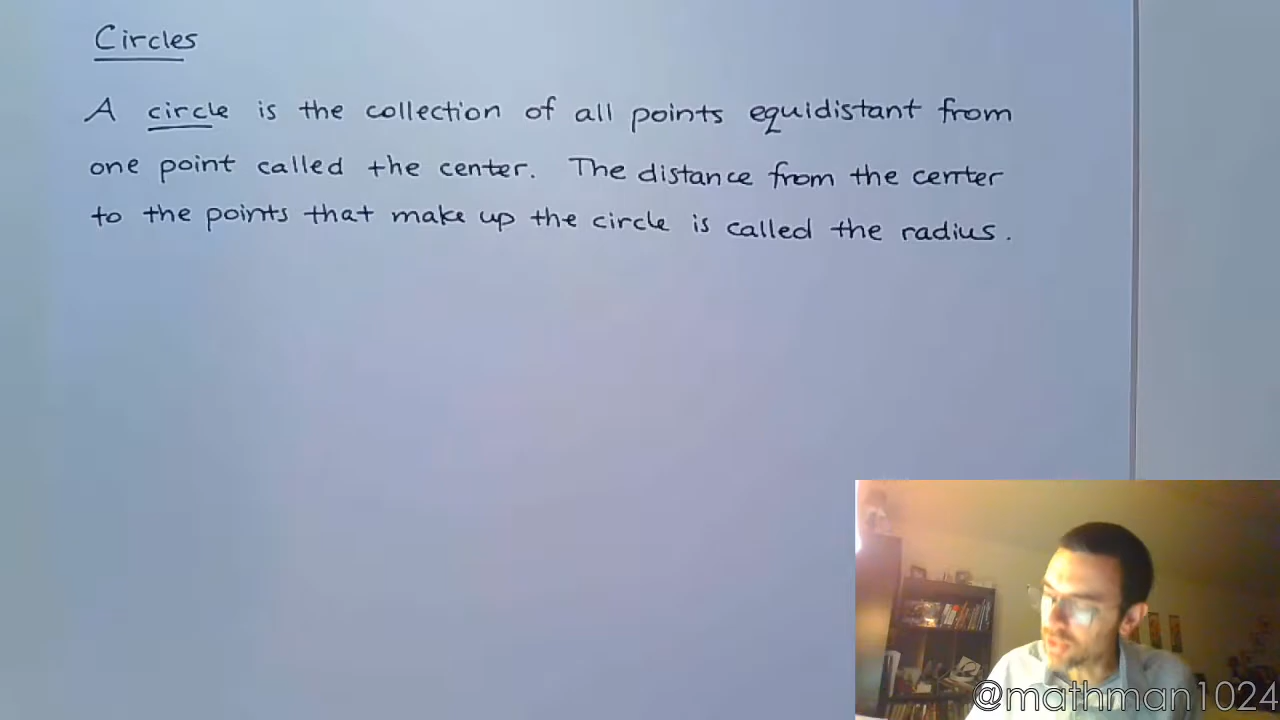 Circles
A circle is the collection of all points equidistant from
one point called the center. The distance from the center
to the points that make up the circle is called the radius.
@mathman1024